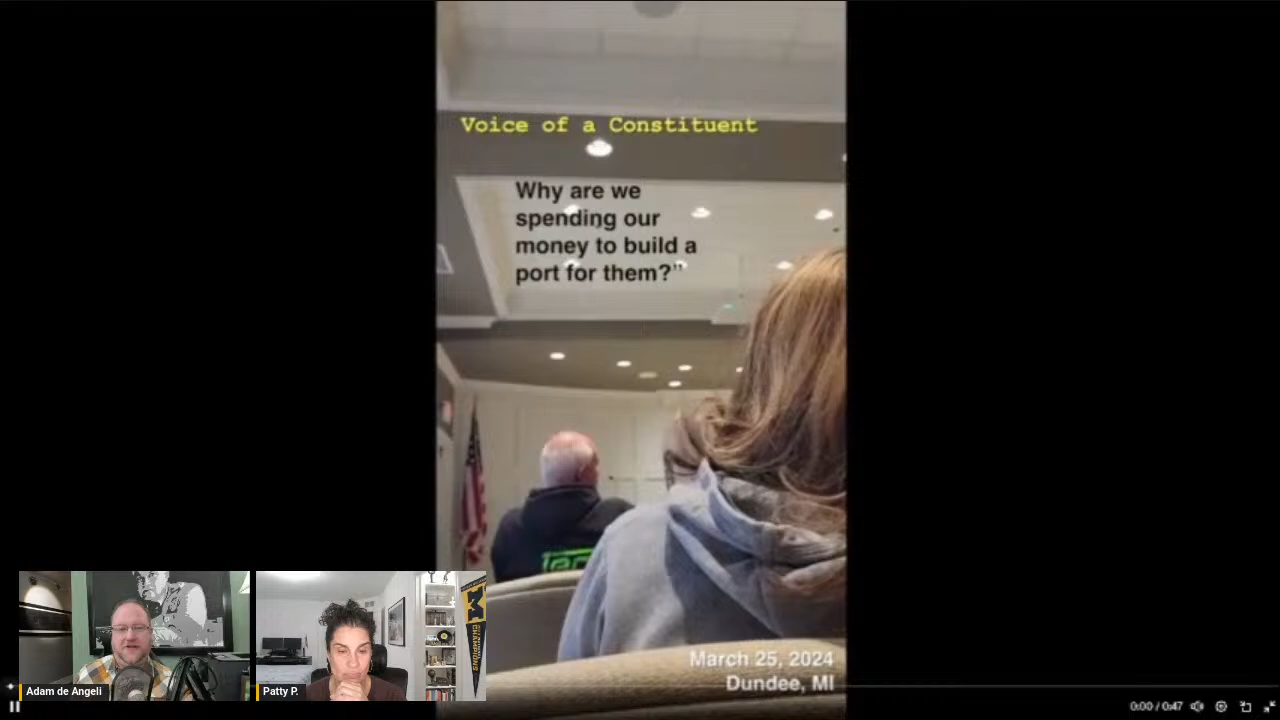 Voice of a Constituent
Why are we
spending our
money to build a
port for them?"
March 25, 2024
Dundee, MI
Adam de Angeli
Patty P.
CHAMPIONS
0:00 / 0:47